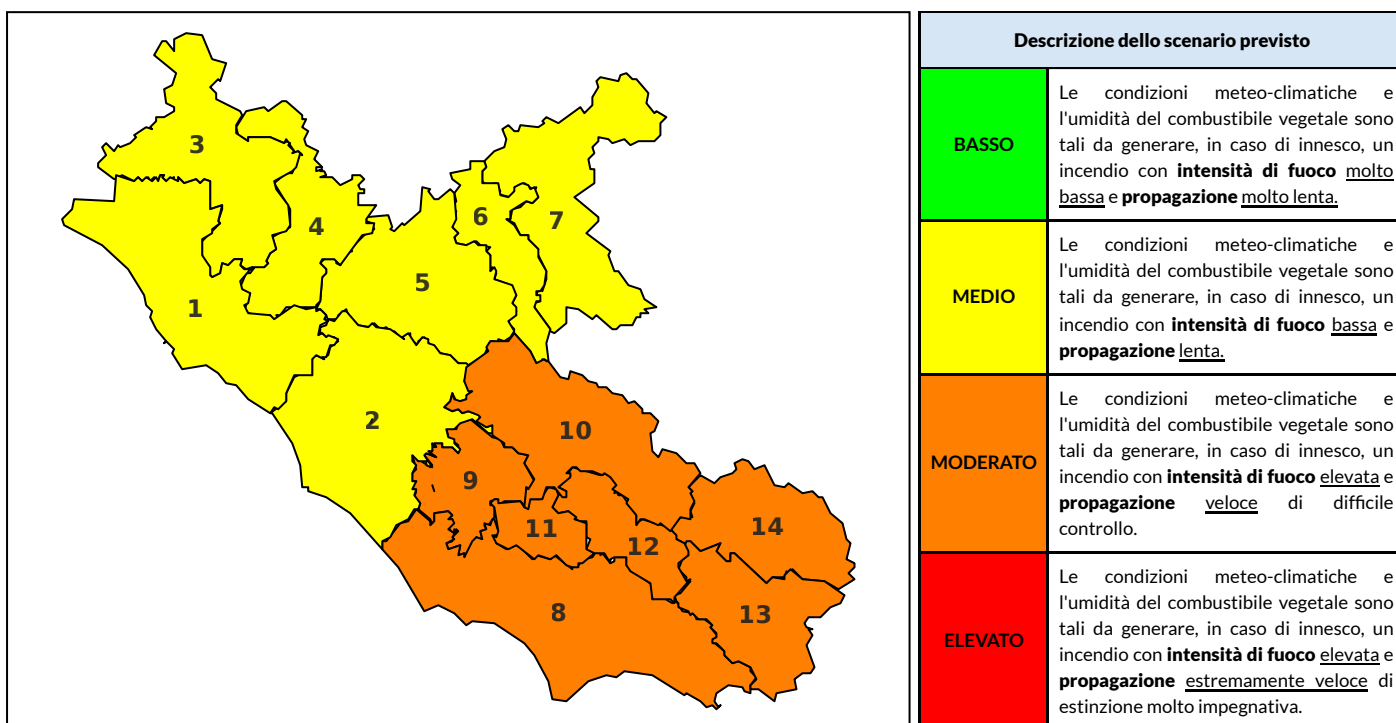 3
4
6
7
5
1
2
10
9
11
12
14
8
13
Descrizione dello scenario previsto
BASSO
Le condizioni meteo-climatiche e
l'umidità del combustibile vegetale sono
tali da generare, in caso di innesco, un
incendio con intensità di fuoco molto
bassa e propagazione molto lenta.
MEDIO
Le condizioni meteo-climatiche e
l'umidità del combustibile vegetale sono
tali da generare, in caso di innesco, un
incendio con intensità di fuoco bassa e
propagazione lenta.
MODERATO
Le condizioni meteo-climatiche e
l'umidità del combustibile vegetale sono
tali da generare, in caso di innesco, un
incendio con intensità di fuoco elevata e
propagazione veloce di difficile
controllo.
ELEVATO
Le condizioni meteo-climatiche e
l'umidità del combustibile vegetale sono
tali da generare, in caso di innesco, un
incendio con intensità di fuoco elevata e
propagazione estremamente veloce di
estinzione molto impegnativa.